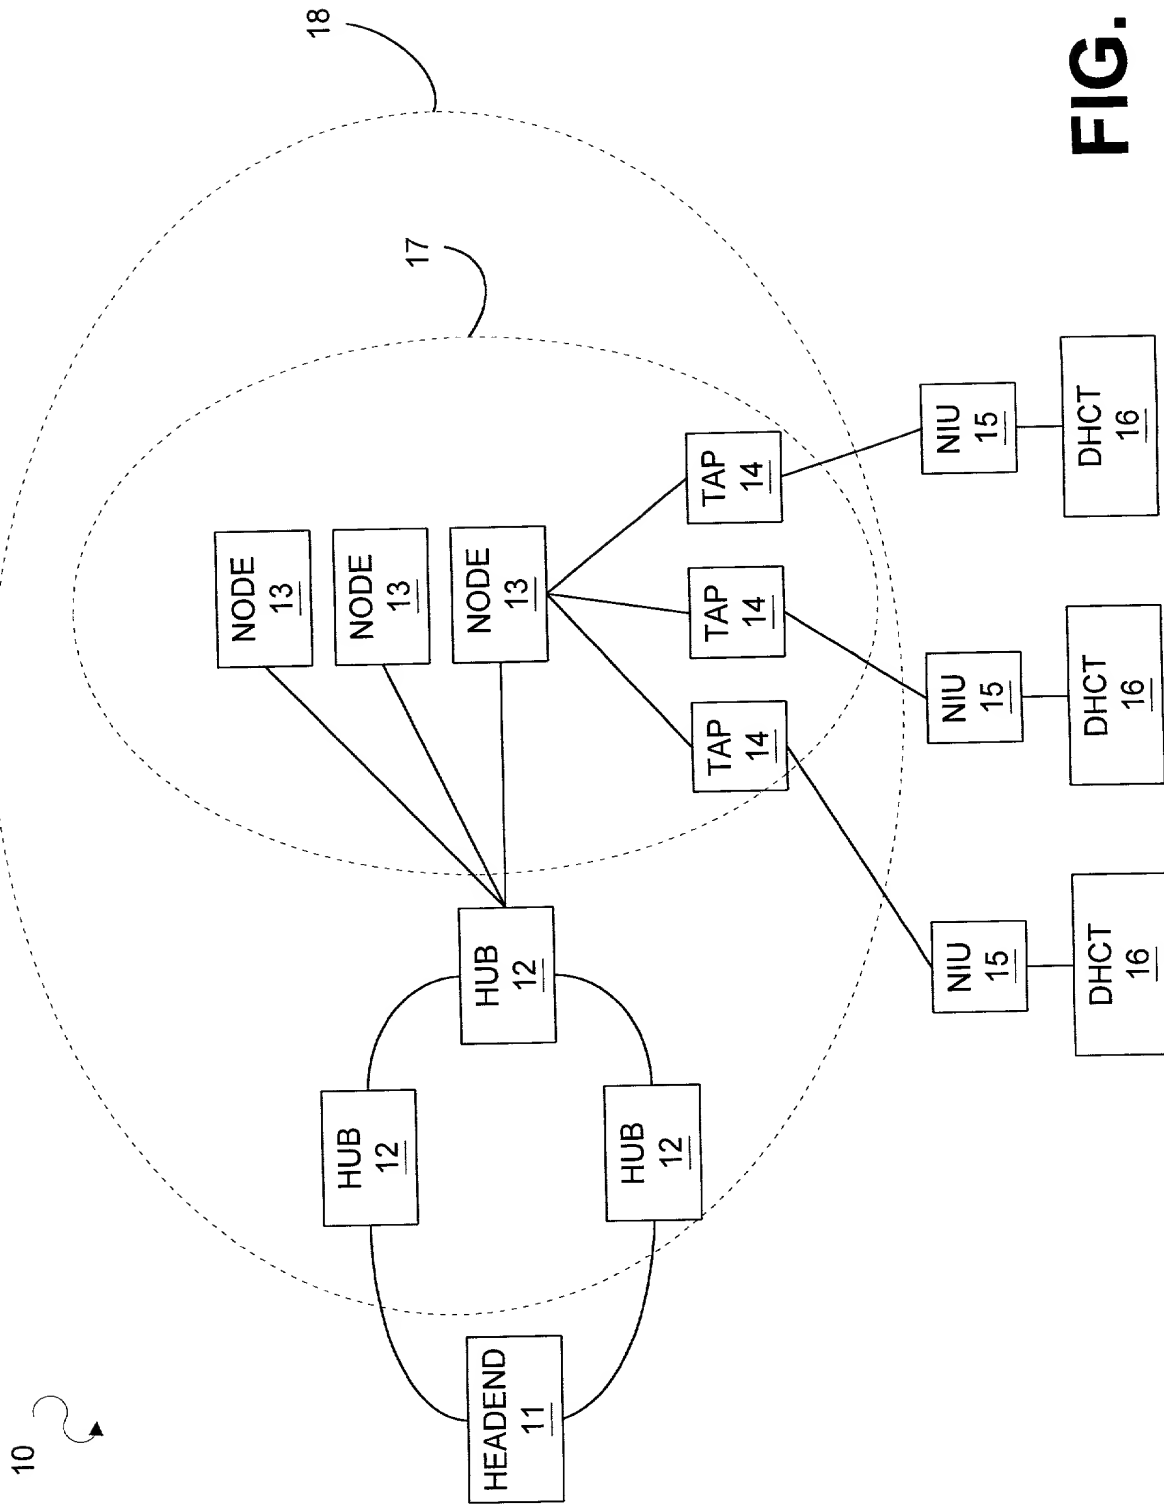 10
HEADEND
11
HUB
12
HUB
12
HUB
12
NODE
13
NODE
13
NODE
13
TAP
14
TAP
14
TAP
14
NIU
15
NIU
15
NIU
15
DHCT
16
DHCT
16
DHCT
16
17
18
FIG.